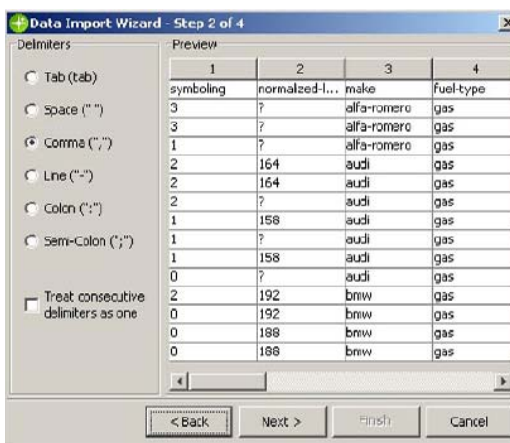 Data Import Wizard - Step 2 of 4
Delimiters
Tab (tab)
Space (" ")
Comma (",")
Line ("-")
Colon (":")
Semi-Colon (";")
Treat consecutive
delimiters as one
Preview
1 2 3 4
symboling normalzed-l... make fuel-type
3 ? alfa-romero gas
3 ? alfa-romero gas
1 ? alfa-romero gas
2 164 audi gas
2 164 audi gas
2 ? audi gas
1 158 audi gas
1 ? audi gas
1 158 audi gas
0 ? audi gas
2 192 bmw gas
0 192 bmw gas
0 188 bmw gas
0 188 bmw gas
< Back Next > Finish Cancel